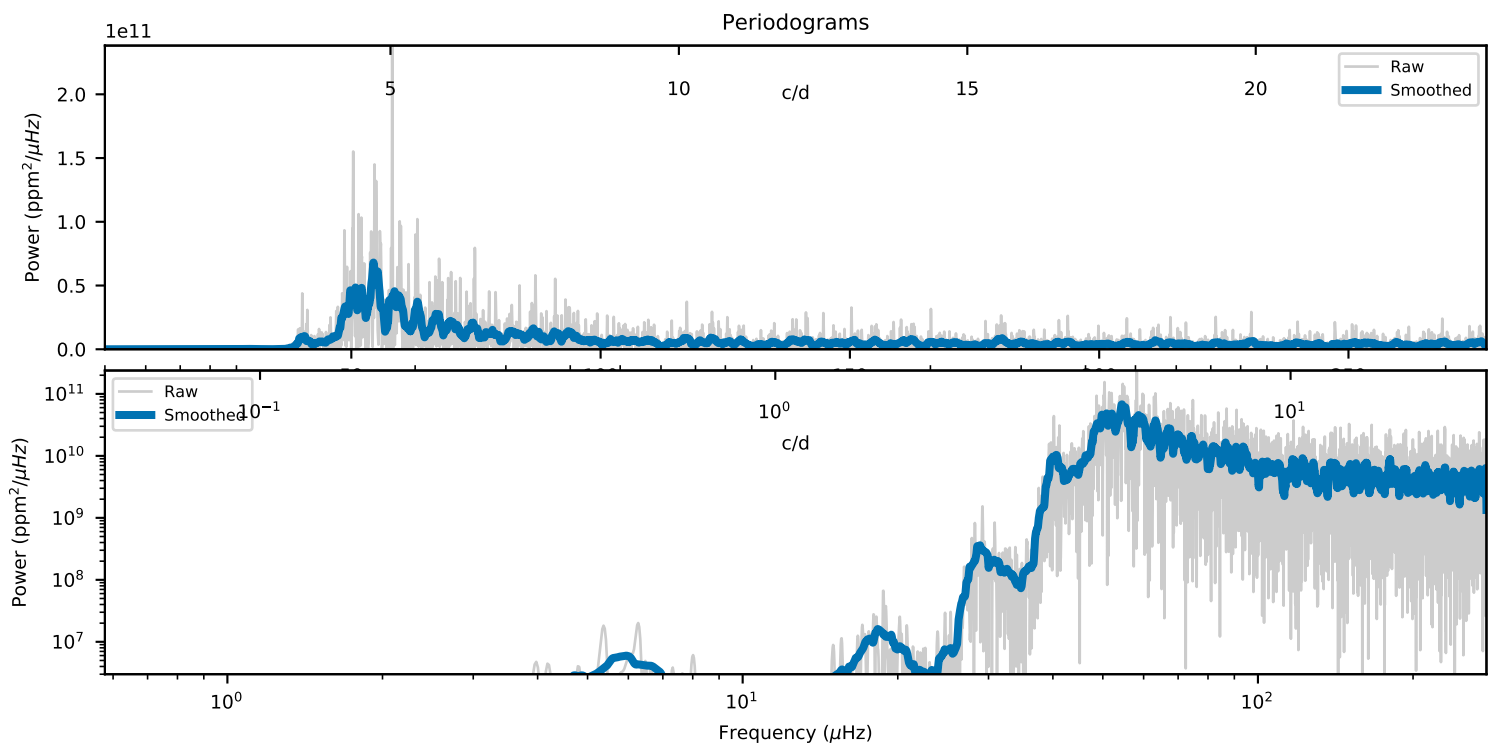 Periodograms
1e11
5 10 15 20
c/d
Raw
Smoothed
2.0
1.5
1.0
0.5
0.0
Power (ppm²/μHz)
Raw
Smoothed
10⁻¹ 10⁰ 10¹
c/d
10¹¹
10¹⁰
10⁹
10⁸
10⁷
Power (ppm²/μHz)
10⁰ 10¹ 10²
Frequency (μHz)